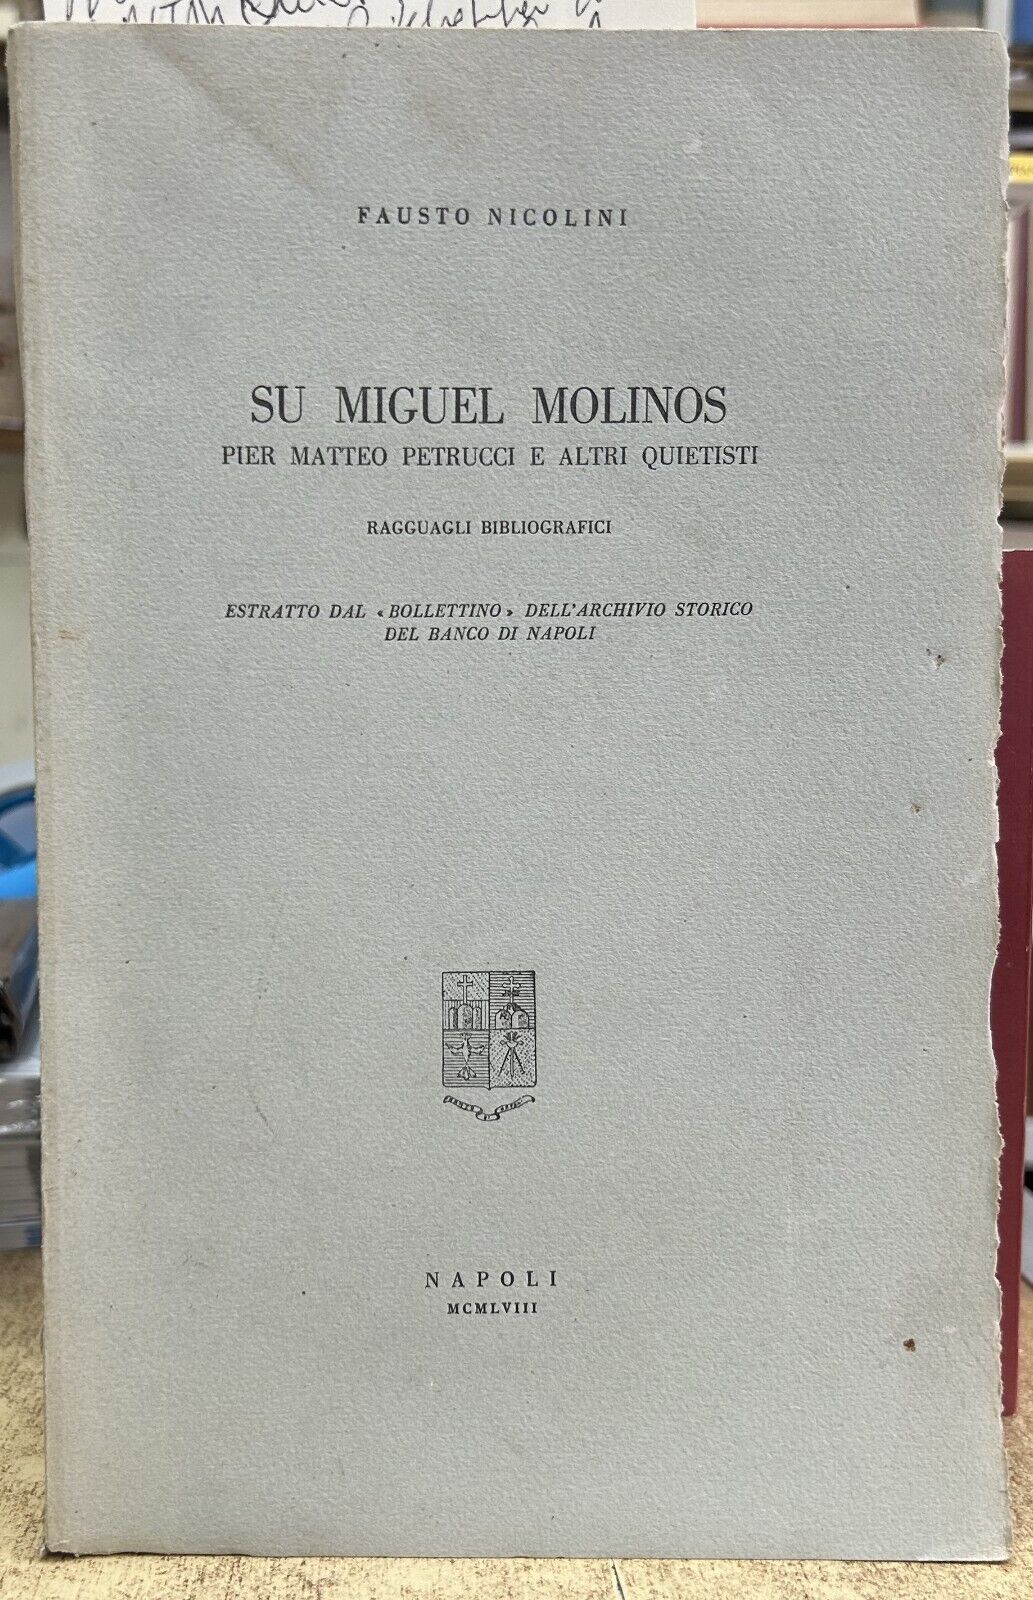 FAUSTO NICOLINI
SU MIGUEL MOLINOS
PIER MATTEO PETRUCCI E ALTRI QUIETISTI
RAGGUAGLI BIBLIOGRAFICI
ESTRATTO DAL «BOLLETTINO» DELL'ARCHIVIO STORICO
DEL BANCO DI NAPOLI
NAPOLI
MCMLVIII